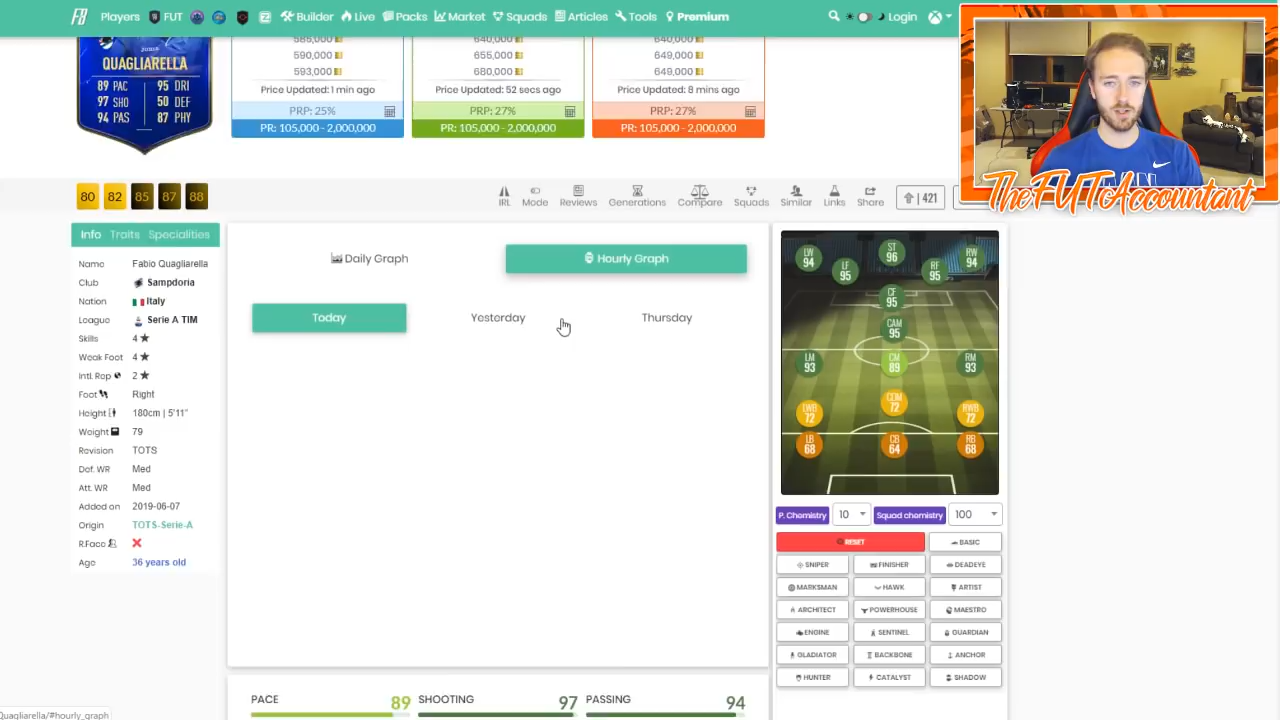 F8 Players FUT Builder Live Packs Market Squads Articles Tools Premium Login
QUAGLIARELLA
89 PAC 95 DRI
97 SHO 50 DEF
94 PAS 87 PHY
585,000 640,000 640,000
590,000 655,000 649,000
593,000 680,000 649,000
Price Updated: 1 min ago Price Updated: 52 secs ago Price Updated: 8 mins ago
PRP: 25% PRP: 27% PRP: 27%
PR: 105,000 - 2,000,000 PR: 105,000 - 2,000,000 PR: 105,000 - 2,000,000
TheFUTAccountant
80 82 85 87 88
IRL Mode Reviews Generations Compare Squads Similar Links Share 421
Info Traits Specialities
Name Fabio Quagliarella
Club Sampdoria
Nation Italy
League Serie A TIM
Skills 4
Weak Foot 4
Intl. Rep 2
Foot Right
Height 180cm | 5'11"
Weight 79
Revision TOTS
Def. WR Med
Att. WR Med
Added on 2019-06-07
Origin TOTS-Serie-A
R.Face
Age 36 years old
Daily Graph Hourly Graph
Today Yesterday Thursday
LW 94 LF 95 ST 96 RF 95 RW 94
CF 95
CAM 95
LM 93 CM 89 RM 93
LWB 72 CDM 72 RWB 72
LB 68 CB 64 RB 68
P. Chemistry 10 Squad chemistry 100
RESET BASIC
SNIPER FINISHER DEADEYE
MARKSMAN HAWK ARTIST
ARCHITECT POWERHOUSE MAESTRO
ENGINE SENTINEL GUARDIAN
GLADIATOR BACKBONE ANCHOR
HUNTER CATALYST SHADOW
PACE 89 SHOOTING 97 PASSING 94
Quagliarella/#hourly_graph